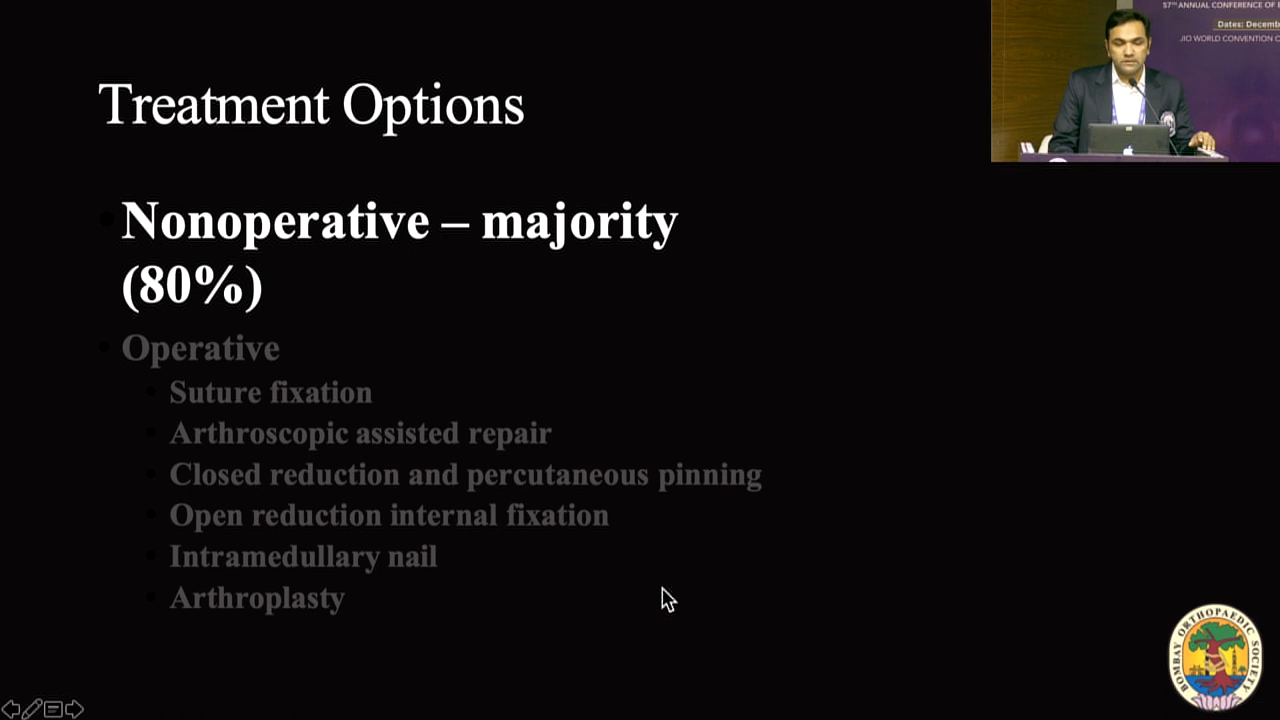 57TH ANNUAL CONFERENCE OF
Dates: Decemb
JIO WORLD CONVENTION
Treatment Options
Nonoperative – majority
(80%)
Operative
Suture fixation
Arthroscopic assisted repair
Closed reduction and percutaneous pinning
Open reduction internal fixation
Intramedullary nail
Arthroplasty
BOMBAY ORTHOPAEDIC SOCIETY